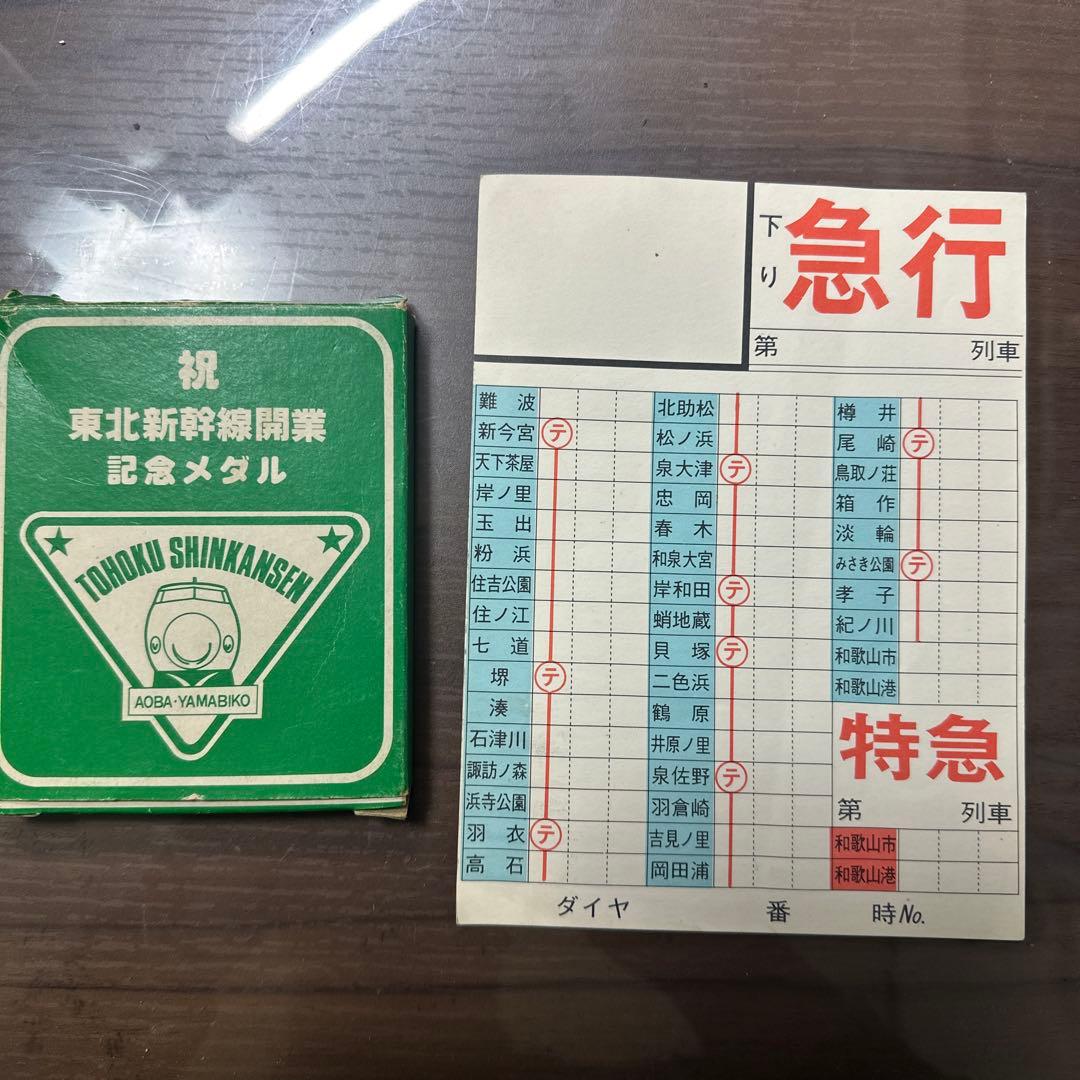 祝
東北新幹線開業
記念メダル
TOHOKU SHINKANSEN
AOBA・YAMABIKO
下り
急行
第 列車
難波
新今宮 テ
天下茶屋
岸ノ里
玉出
粉浜
住吉公園
住ノ江
七道
堺 テ
湊
石津川
諏訪ノ森
浜寺公園
羽衣 テ
高石
北助松
松ノ浜
泉大津 テ
忠岡
春木
和泉大宮
岸和田 テ
蛸地蔵
貝塚 テ
二色浜
鶴原
井原ノ里
泉佐野 テ
羽倉崎
吉見ノ里
岡田浦
樽井
尾崎 テ
鳥取ノ荘
箱作
淡輪
みさき公園 テ
孝子
紀ノ川
和歌山市
和歌山港
特急
第 列車
和歌山市
和歌山港
ダイヤ 番 時No.